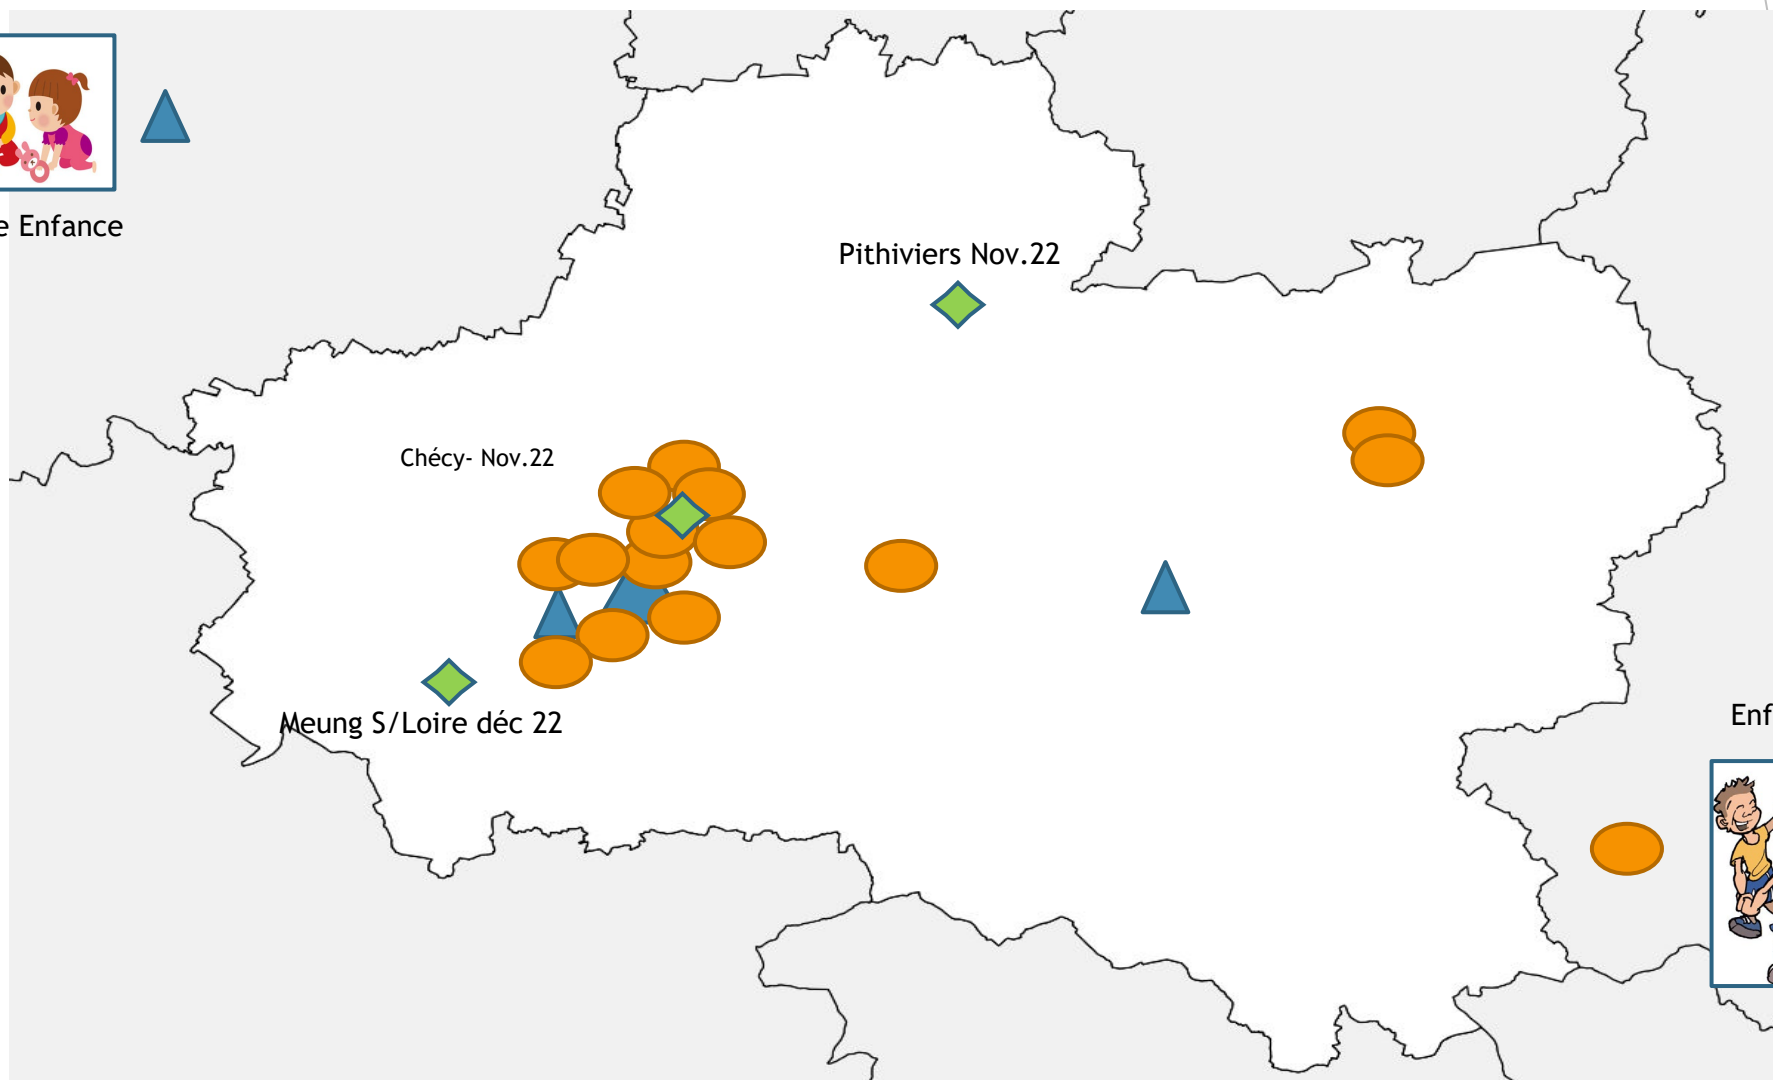 e Enfance
Pithiviers Nov.22
Chécy- Nov.22
Meung S/Loire déc 22
Enf